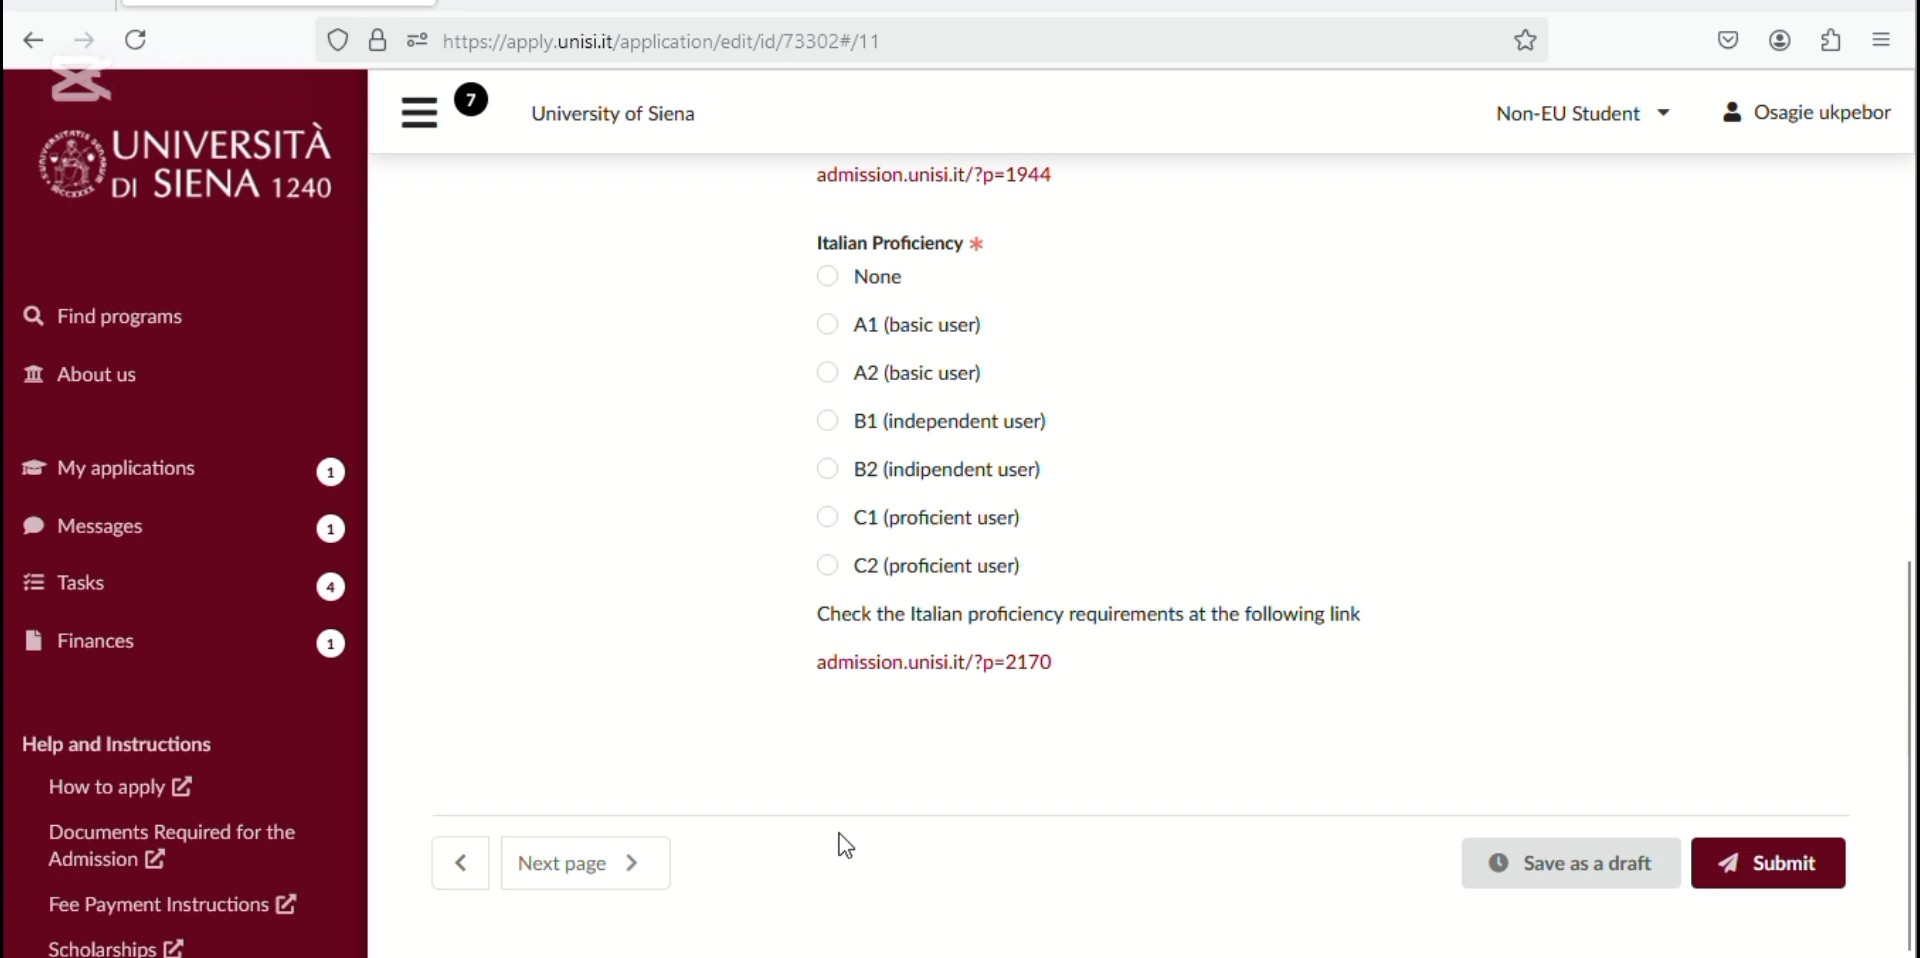 https://apply.unisi.it/application/edit/id/73302#/11
UNIVERSITÀ
DI SIENA 1240
7
University of Siena
Non-EU Student
Osagie ukpebor
Find programs
About us
My applications 1
Messages 1
Tasks 4
Finances 1
Help and Instructions
How to apply
Documents Required for the
Admission
Fee Payment Instructions
Scholarships
admission.unisi.it/?p=1944
Italian Proficiency *
None
A1 (basic user)
A2 (basic user)
B1 (independent user)
B2 (indipendent user)
C1 (proficient user)
C2 (proficient user)
Check the Italian proficiency requirements at the following link
admission.unisi.it/?p=2170
Next page
Save as a draft
Submit